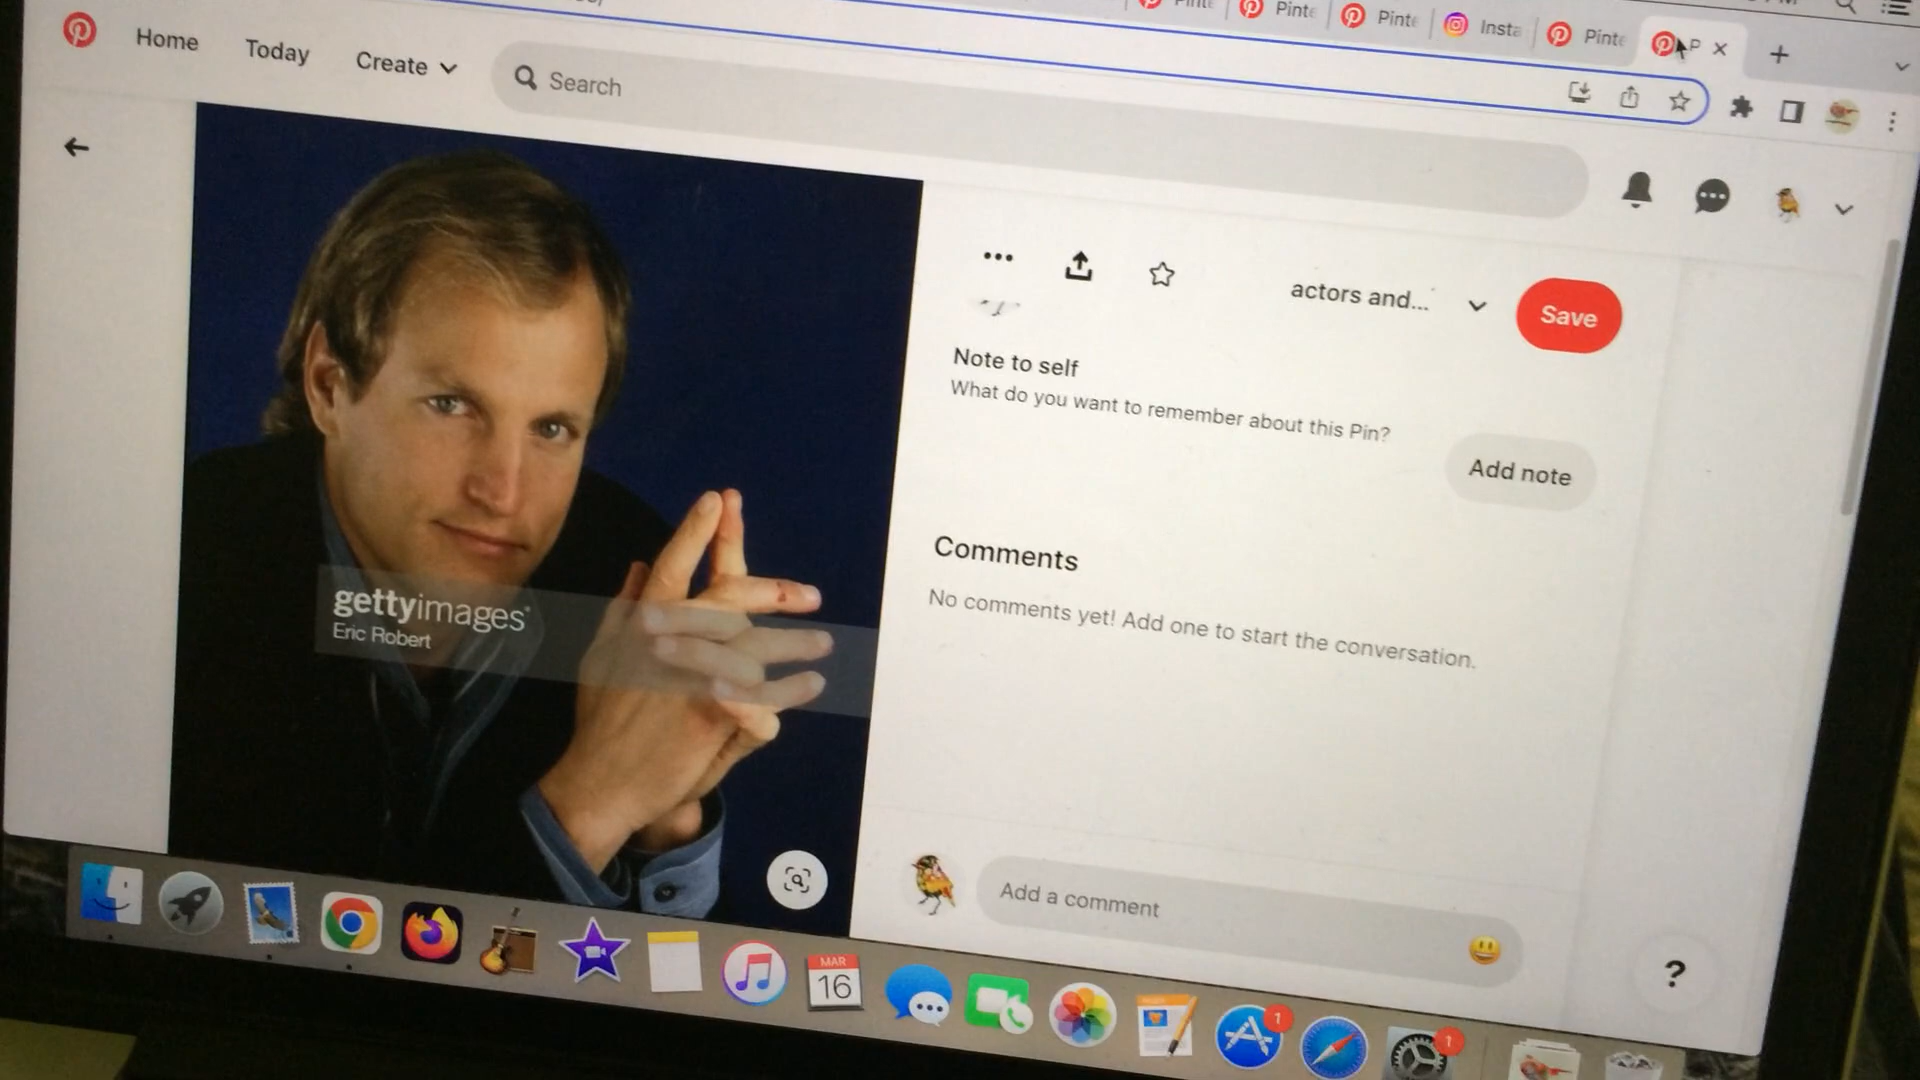 Pinte
Pinte
Insta
Pinte
P
Home
Today
Create
Search
actors and...
Save
Note to self
What do you want to remember about this Pin?
Add note
Comments
No comments yet! Add one to start the conversation.
gettyimages®
Eric Robert
Add a comment
?
MAR
16
1
1